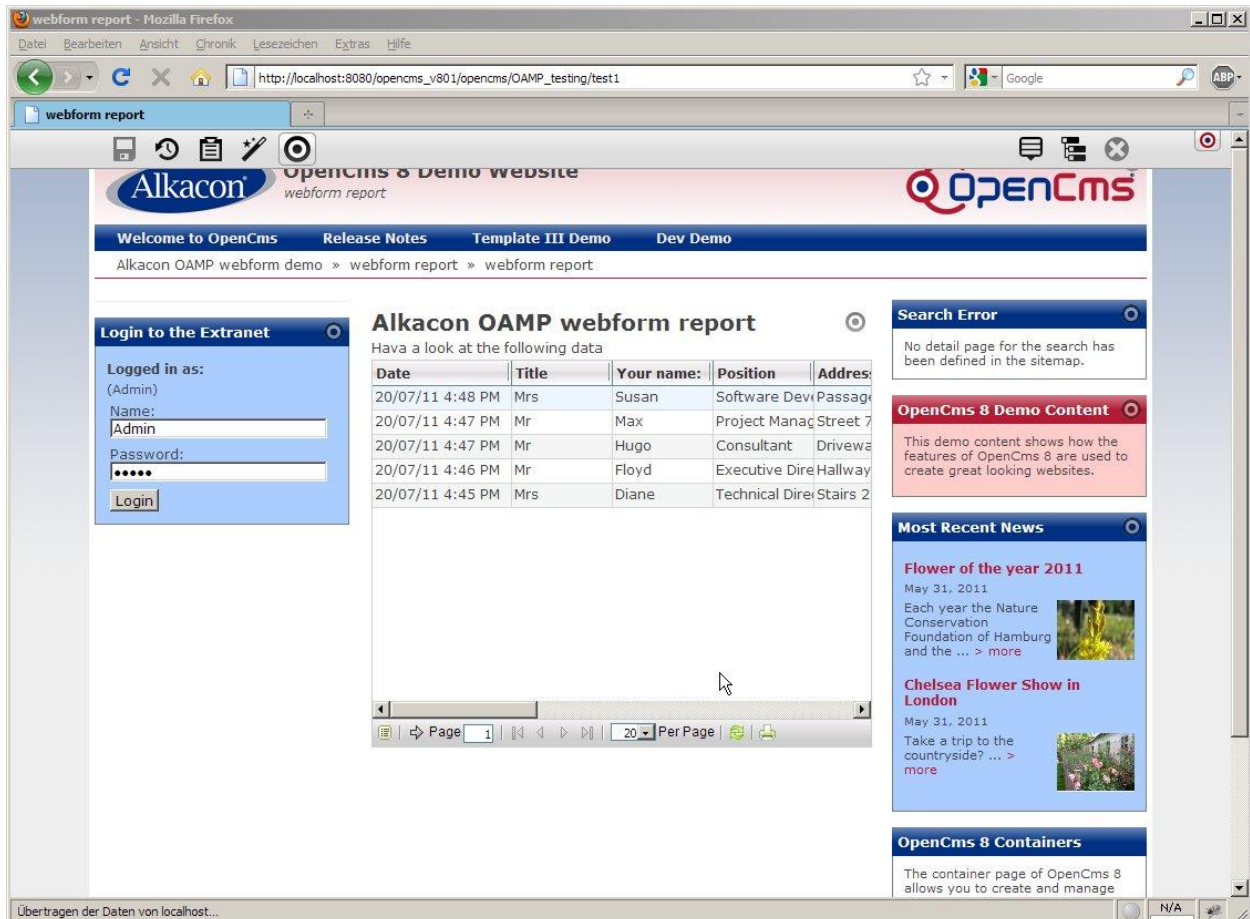 webform report - Mozilla Firefox
Datei Bearbeiten Ansicht Chronik Lesezeichen Extras Hilfe
http://localhost:8080/opencms_v801/opencms/OAMP_testing/test1
Google
ABP
webform report
Alkacon
OpenCms 8 Demo Website
webform report
OpenCms
Welcome to OpenCms Release Notes Template III Demo Dev Demo
Alkacon OAMP webform demo » webform report » webform report
Login to the Extranet
Logged in as:
(Admin)
Name:
Admin
Password:
•••••
Login
Alkacon OAMP webform report
Hava a look at the following data
Date Title Your name: Position Addres
20/07/11 4:48 PM Mrs Susan Software Deve Passage
20/07/11 4:47 PM Mr Max Project Manag Street 7
20/07/11 4:47 PM Mr Hugo Consultant Drivewa
20/07/11 4:46 PM Mr Floyd Executive Dire Hallway
20/07/11 4:45 PM Mrs Diane Technical Dire Stairs 2
Page 1 20 Per Page
Search Error
No detail page for the search has
been defined in the sitemap.
OpenCms 8 Demo Content
This demo content shows how the
features of OpenCms 8 are used to
create great looking websites.
Most Recent News
Flower of the year 2011
May 31, 2011
Each year the Nature
Conservation
Foundation of Hamburg
and the ... > more
Chelsea Flower Show in
London
May 31, 2011
Take a trip to the
countryside? ... >
more
OpenCms 8 Containers
The container page of OpenCms 8
allows you to create and manage
Übertragen der Daten von localhost...
N/A